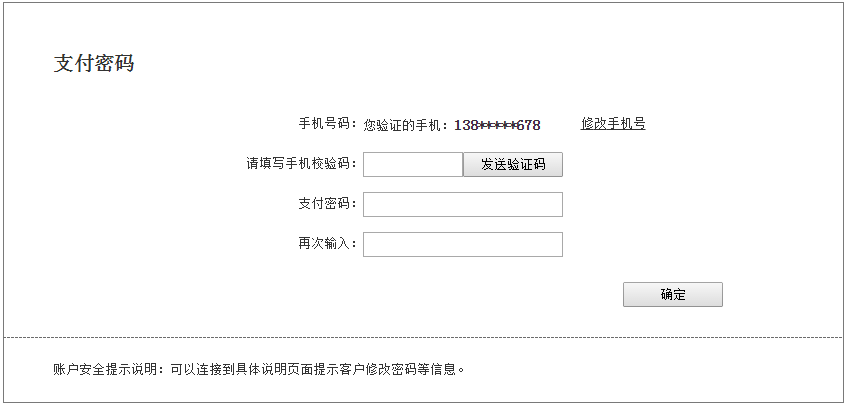 支付密码
手机号码：您验证的手机：138*****678 修改手机号
请填写手机校验码： 发送验证码
支付密码：
再次输入：
确定
账户安全提示说明：可以连接到具体说明页面提示客户修改密码等信息。